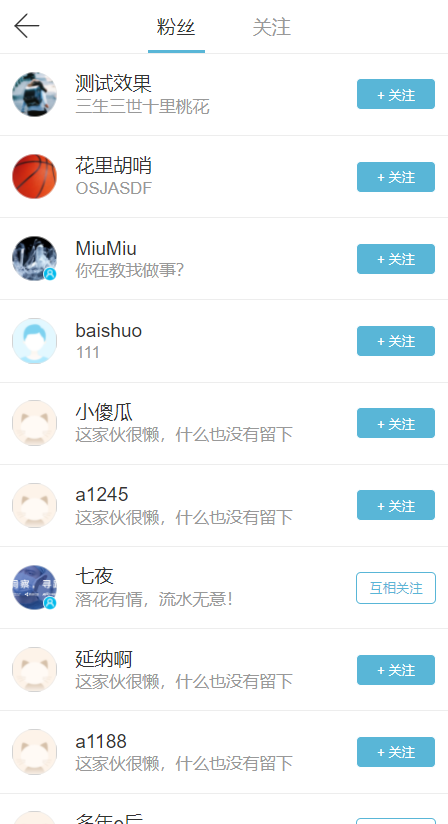 粉丝 关注
测试效果
三生三世十里桃花
+ 关注
花里胡哨
OSJASDF
+ 关注
MiuMiu
你在教我做事?
+ 关注
baishuo
111
+ 关注
小傻瓜
这家伙很懒，什么也没有留下
+ 关注
a1245
这家伙很懒，什么也没有留下
+ 关注
七夜
落花有情，流水无意!
互相关注
延纳啊
这家伙很懒，什么也没有留下
+ 关注
a1188
这家伙很懒，什么也没有留下
+ 关注
多年e后